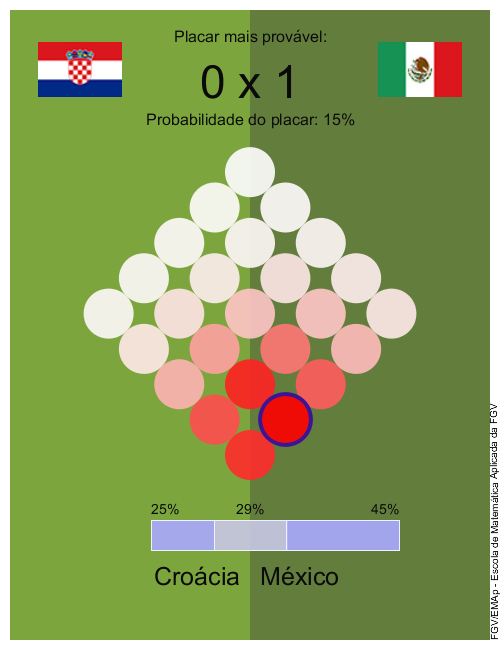 Placar mais provável:
0 x 1
Probabilidade do placar: 15%
25% 29% 45%
Croácia México
FGV/EMAp - Escola de Matemática Aplicada da FGV